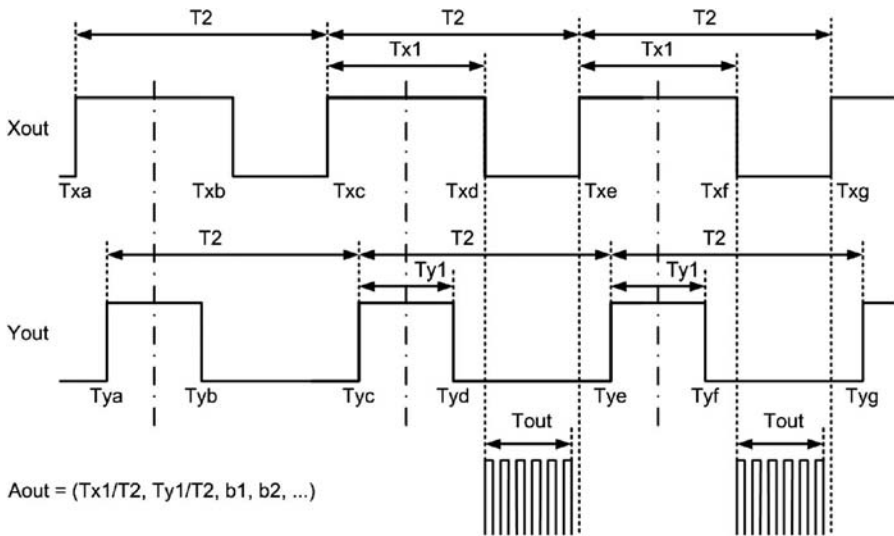 T2 T2 T2
Tx1 Tx1
Xout
Txa Txb Txc Txd Txe Txf Txg
T2 T2 T2
Ty1 Ty1
Yout
Tya Tyb Tyc Tyd Tye Tyf Tyg
Tout Tout
Aout = (Tx1/T2, Ty1/T2, b1, b2, ...)